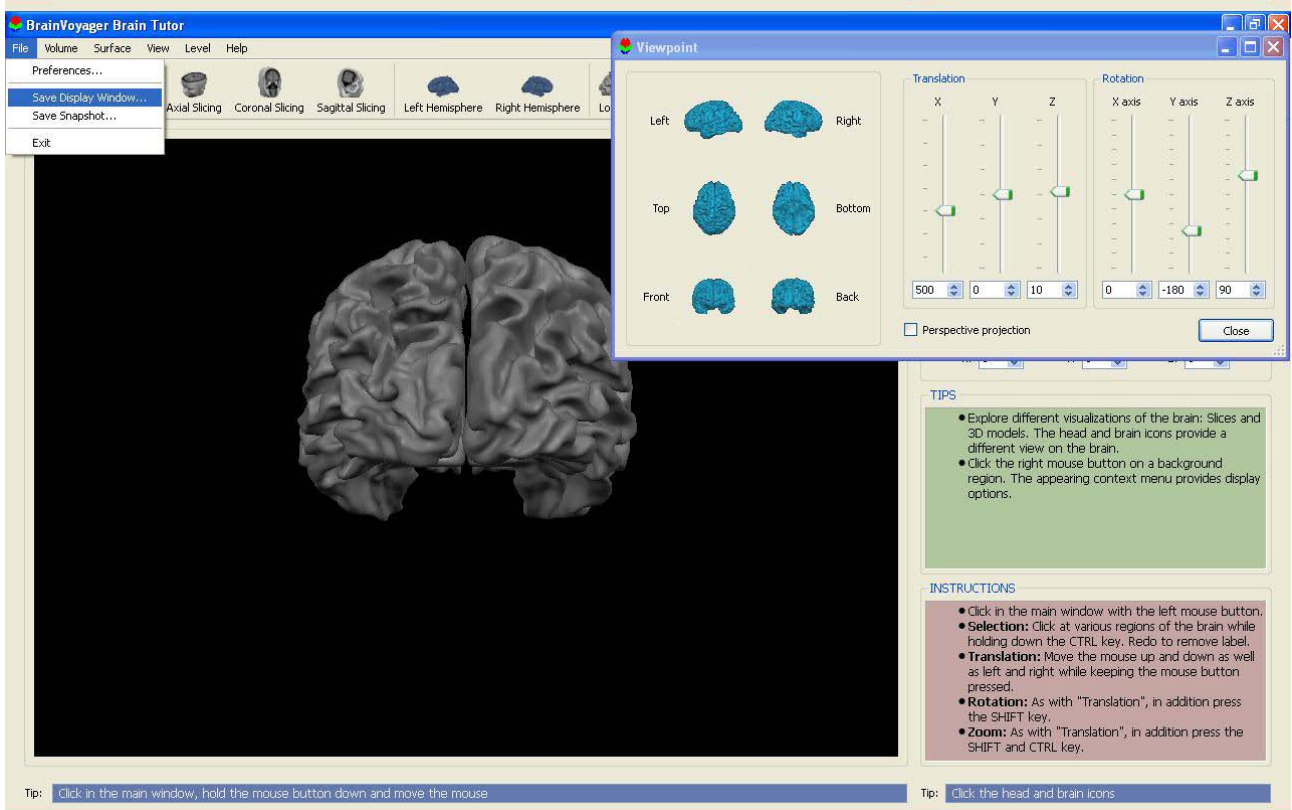 BrainVoyager Brain Tutor
File Volume Surface View Level Help
Preferences...
Save Display Window...
Save Snapshot...
Exit
Axial Slicing Coronal Slicing Sagittal Slicing Left Hemisphere Right Hemisphere
Viewpoint
Left Right
Top Bottom
Front Back
Translation
X Y Z
500 0 10
Rotation
X axis Y axis Z axis
0 -180 90
Perspective projection
Close
TIPS
• Explore different visualizations of the brain: Slices and
3D models. The head and brain icons provide a
different view on the brain.
• Click the right mouse button on a background
region. The appearing context menu provides display
options.
INSTRUCTIONS
• Click in the main window with the left mouse button.
• Selection: Click at various regions of the brain while
holding down the CTRL key. Redo to remove label.
• Translation: Move the mouse up and down as well
as left and right while keeping the mouse button
pressed.
• Rotation: As with "Translation", in addition press
the SHIFT key.
• Zoom: As with "Translation", in addition press the
SHIFT and CTRL key.
Tip: Click in the main window, hold the mouse button down and move the mouse
Tip: Click the head and brain icons